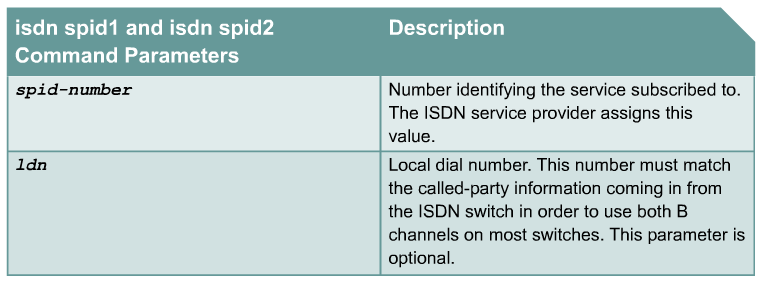 isdn spid1 and isdn spid2
Command Parameters
Description
spid-number
Number identifying the service subscribed to.
The ISDN service provider assigns this
value.
ldn
Local dial number. This number must match
the called-party information coming in from
the ISDN switch in order to use both B
channels on most switches. This parameter is
optional.